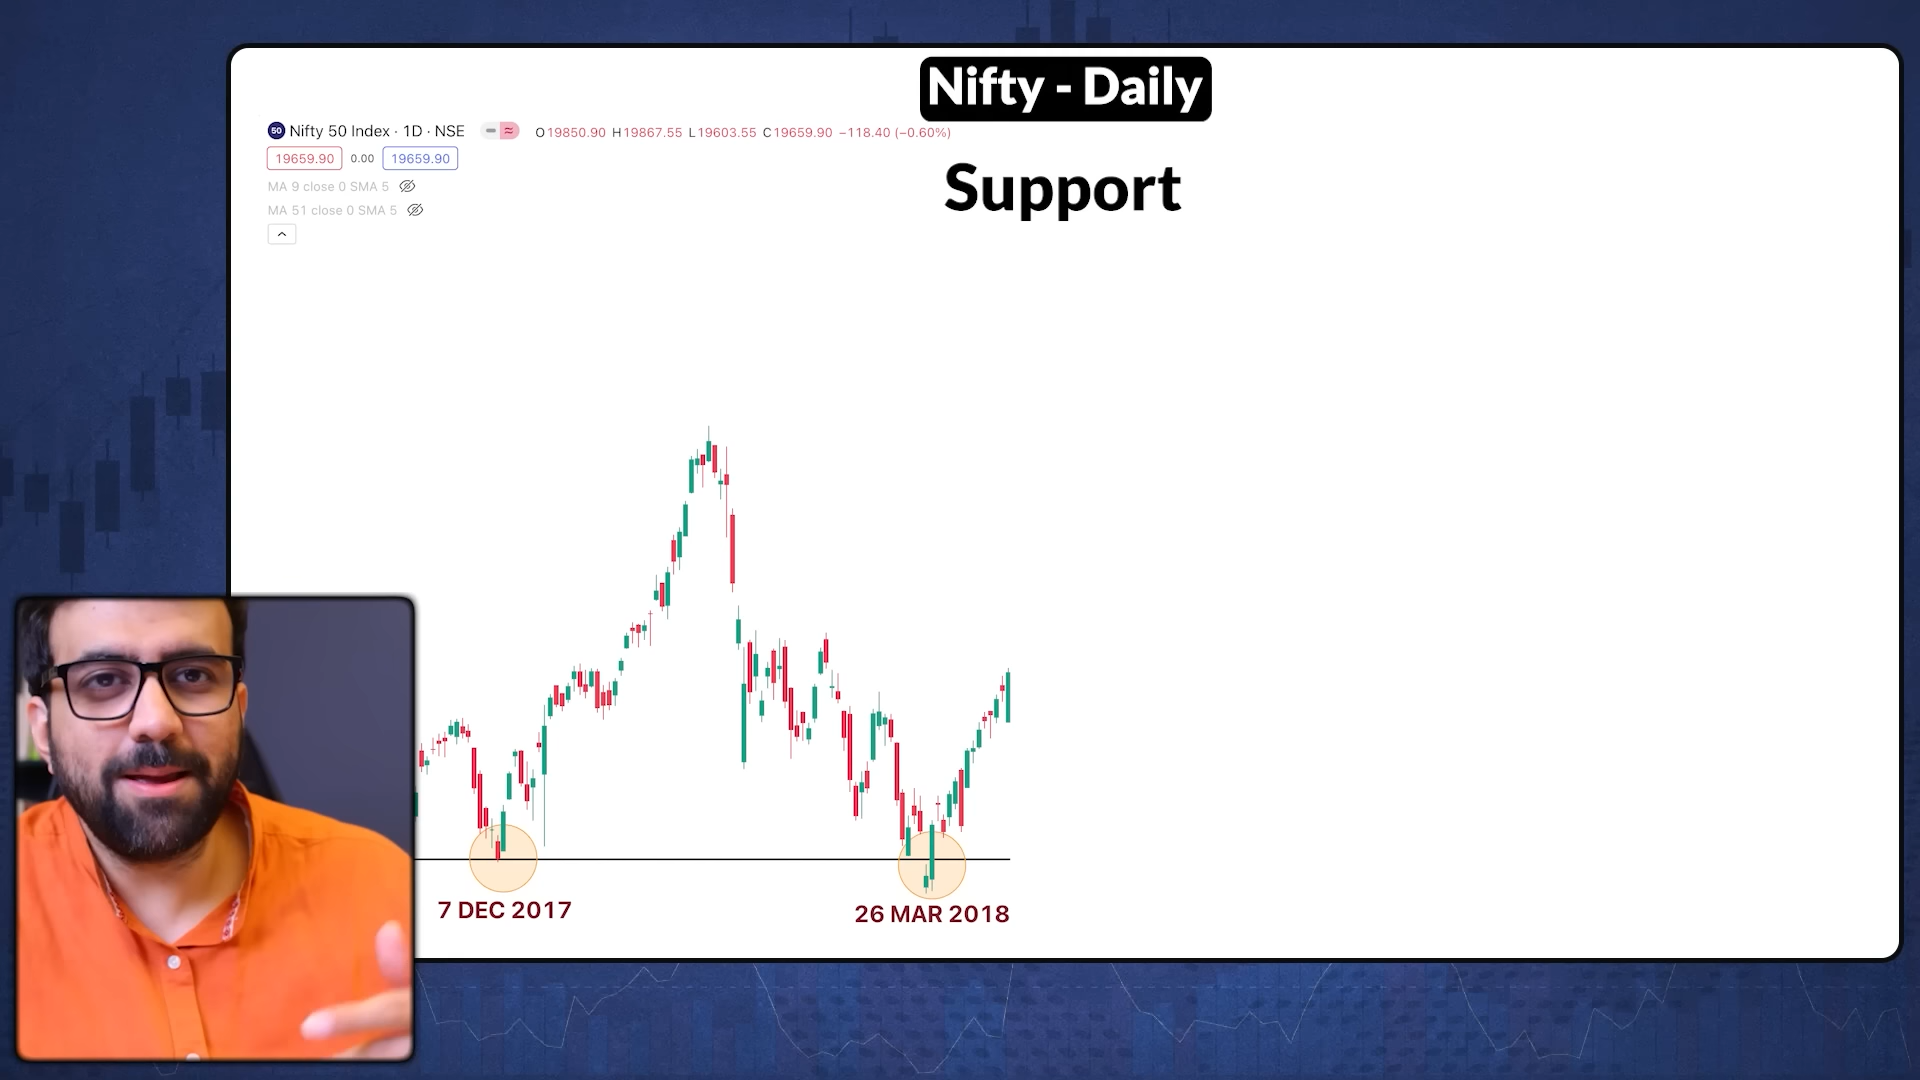 Nifty - Daily
50 Nifty 50 Index · 1D · NSE O19850.90 H19867.55 L19603.55 C19659.90 −118.40 (−0.60%)
19659.90 0.00 19659.90
Support
MA 9 close 0 SMA 5
MA 51 close 0 SMA 5
7 DEC 2017
26 MAR 2018